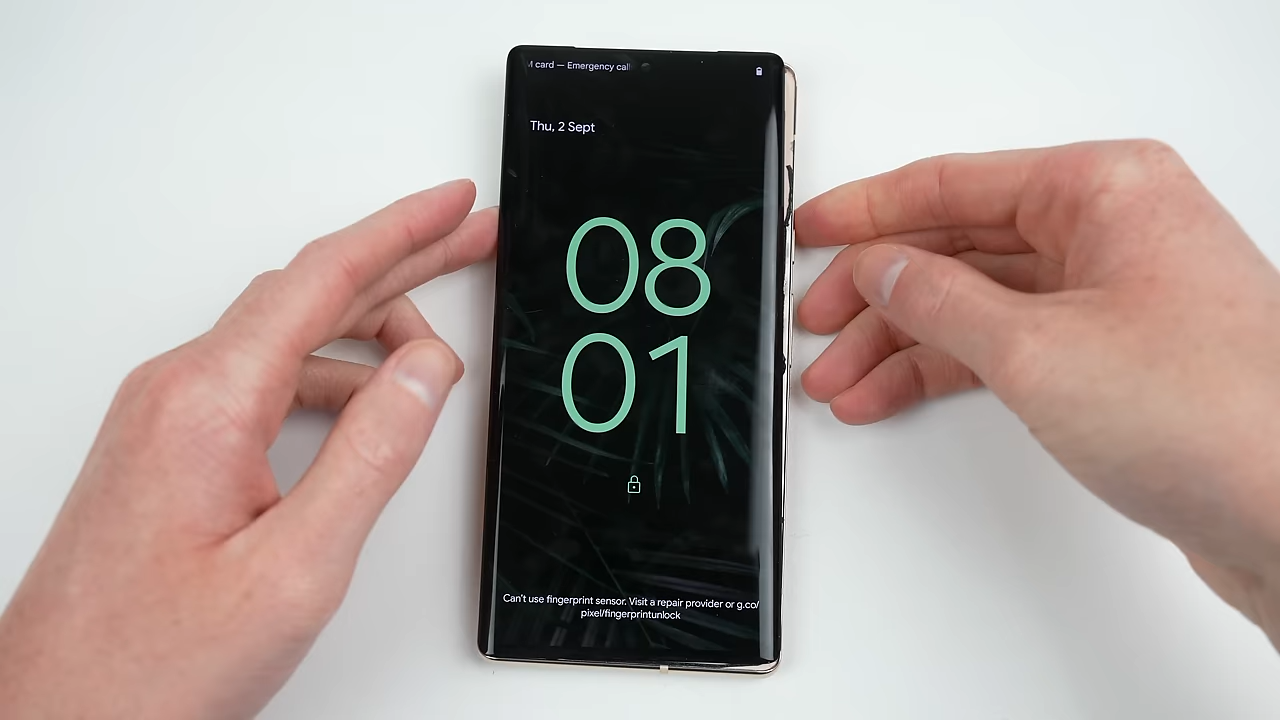 M card — Emergency call
Thu, 2 Sept
08
01
Can't use fingerprint sensor. Visit a repair provider or g.co/
pixel/fingerprintunlock